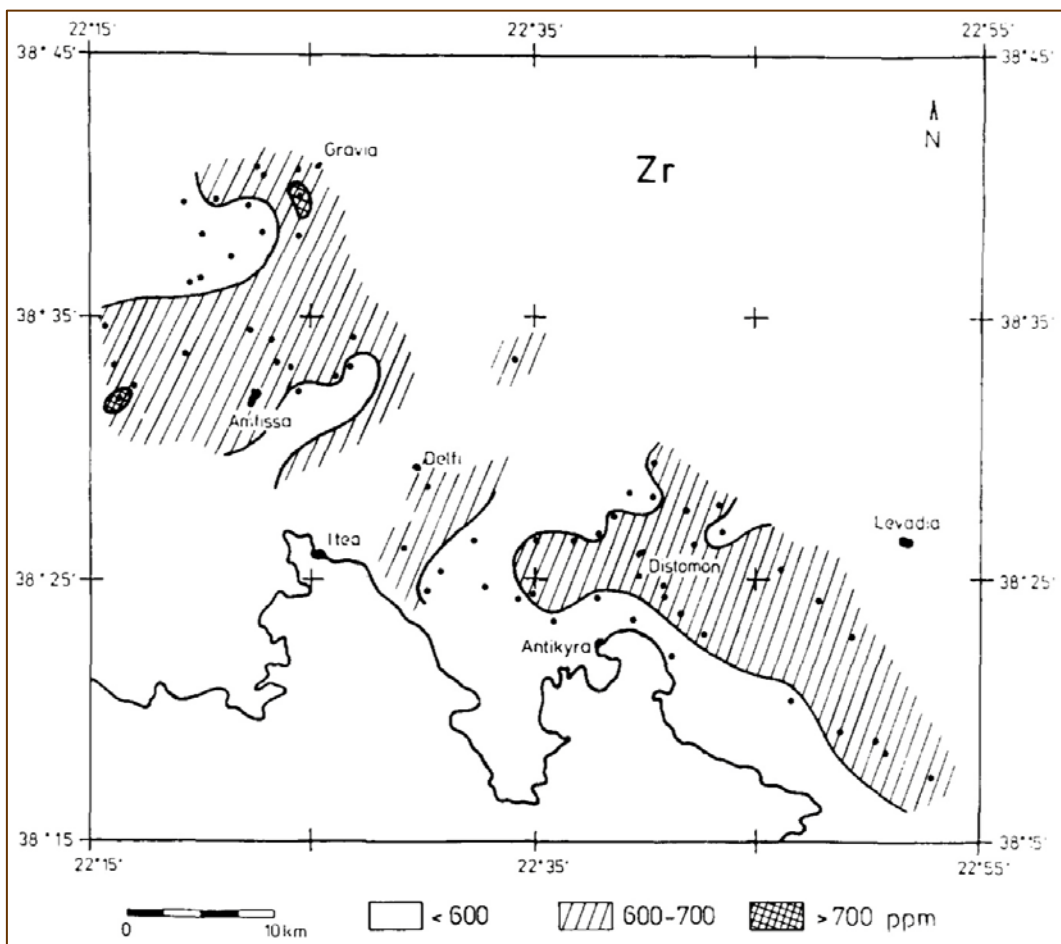 22°15' 22°35' 22°55'
38°45' 38°45'
N
Gravia
Zr
38°35' 38°35'
Amfissa
Delfi
Levadia
Itea
Distomon
38°25' 38°25'
Antikyra
38°15' 38°15'
22°15' 22°35' 22°55'
0 10km
< 600 600-700 > 700 ppm